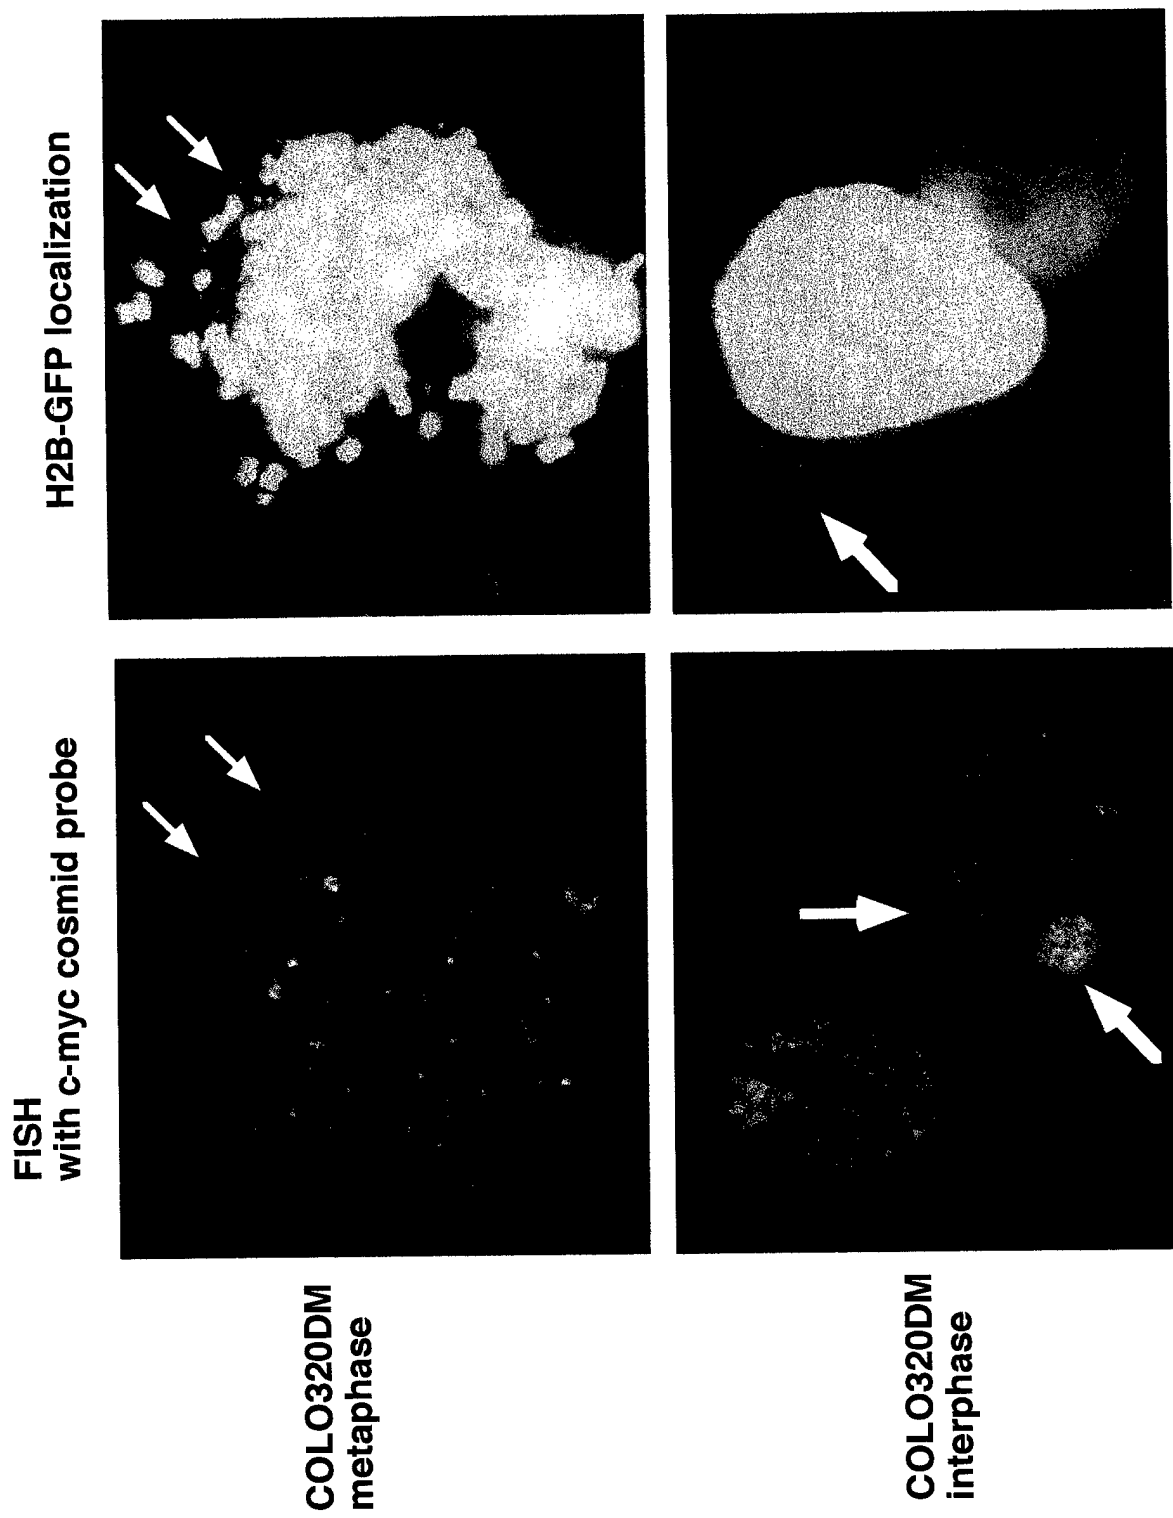 FISH
with c-myc cosmid probe
H2B-GFP localization
COLO320DM
metaphase
COLO320DM
interphase